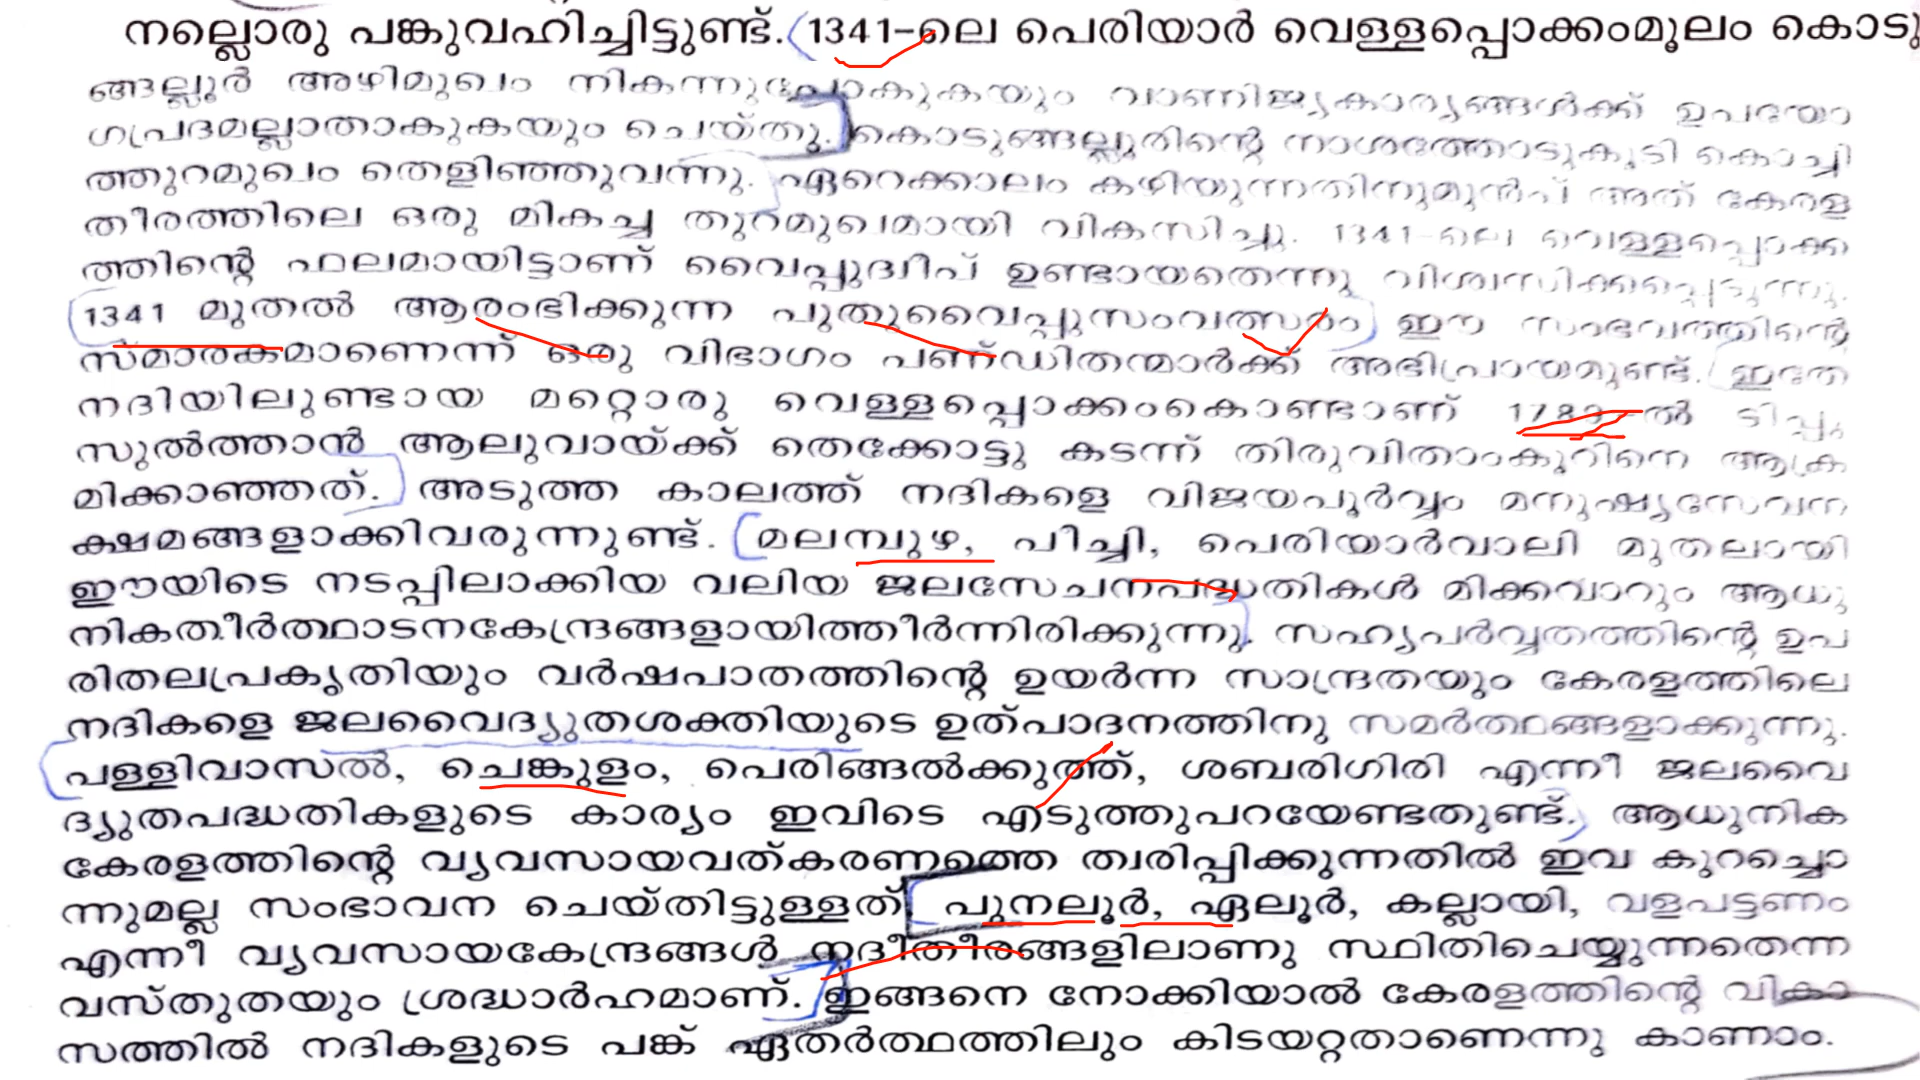 നല്ലൊരു പങ്കുവഹിച്ചിട്ടുണ്ട്. 1341-ലെ പെരിയാർ വെള്ളപ്പൊക്കംമൂലം കൊടു
ങ്ങല്ലൂർ അഴിമുഖം നികന്നുപോകുകയും വാണിജ്യകാര്യങ്ങൾക്ക് ഉപയോ
ഗപ്രദമല്ലാതാകുകയും ചെയ്തു. കൊടുങ്ങല്ലൂരിന്റെ നാശത്തോടുകൂടി കൊച്ചി
ത്തുറമുഖം തെളിഞ്ഞുവന്നു. ഏറെക്കാലം കഴിയുന്നതിനുമുൻപ് അത് കേരള
തീരത്തിലെ ഒരു മികച്ച തുറമുഖമായി വികസിച്ചു. 1341-ലെ വെള്ളപ്പൊക്ക
ത്തിന്റെ ഫലമായിട്ടാണ് വൈപ്പുദ്വീപ് ഉണ്ടായതെന്നു വിശ്വസിക്കപ്പെടുന്നു.
1341 മുതൽ ആരംഭിക്കുന്ന പുതുവൈപ്പുസംവത്സരം ഈ സംഭവത്തിന്റെ
സ്മാരകമാണെന്ന് ഒരു വിഭാഗം പണ്ഡിതന്മാർക്ക് അഭിപ്രായമുണ്ട്. ഇതേ
നദിയിലുണ്ടായ മറ്റൊരു വെള്ളപ്പൊക്കംകൊണ്ടാണ് 1789-ൽ ടിപ്പു
സുൽത്താൻ ആലുവായ്ക്ക് തെക്കോട്ടു കടന്ന് തിരുവിതാംകൂറിനെ ആക്ര
മിക്കാഞ്ഞത്. അടുത്ത കാലത്ത് നദികളെ വിജയപൂർവ്വം മനുഷ്യസേവന
ക്ഷമങ്ങളാക്കിവരുന്നുണ്ട്. മലമ്പുഴ, പീച്ചി, പെരിയാർവാലി മുതലായി
ഈയിടെ നടപ്പിലാക്കിയ വലിയ ജലസേചനപദ്ധതികൾ മിക്കവാറും ആധു
നികതീർത്ഥാടനകേന്ദ്രങ്ങളായിത്തീർന്നിരിക്കുന്നു. സഹ്യപർവ്വതത്തിന്റെ ഉപ
രിതലപ്രകൃതിയും വർഷപാതത്തിന്റെ ഉയർന്ന സാന്ദ്രതയും കേരളത്തിലെ
നദികളെ ജലവൈദ്യുതശക്തിയുടെ ഉത്പാദനത്തിനു സമർത്ഥങ്ങളാക്കുന്നു.
പള്ളിവാസൽ, ചെങ്കുളം, പെരിങ്ങൽക്കുത്ത്, ശബരിഗിരി എന്നീ ജലവൈ
ദ്യുതപദ്ധതികളുടെ കാര്യം ഇവിടെ എടുത്തുപറയേണ്ടതുണ്ട്. ആധുനിക
കേരളത്തിന്റെ വ്യവസായവത്കരണത്തെ ത്വരിപ്പിക്കുന്നതിൽ ഇവ കുറച്ചൊ
ന്നുമല്ല സംഭാവന ചെയ്തിട്ടുള്ളത് പുനലൂർ, ഏലൂർ, കല്ലായി, വളപട്ടണം
എന്നീ വ്യവസായകേന്ദ്രങ്ങൾ നദീതീരങ്ങളിലാണു സ്ഥിതിചെയ്യുന്നതെന്ന
വസ്തുതയും ശ്രദ്ധാർഹമാണ്. ഇങ്ങനെ നോക്കിയാൽ കേരളത്തിന്റെ വികാ
സത്തിൽ നദികളുടെ പങ്ക് ഏതർത്ഥത്തിലും കിടയറ്റതാണെന്നു കാണാം.